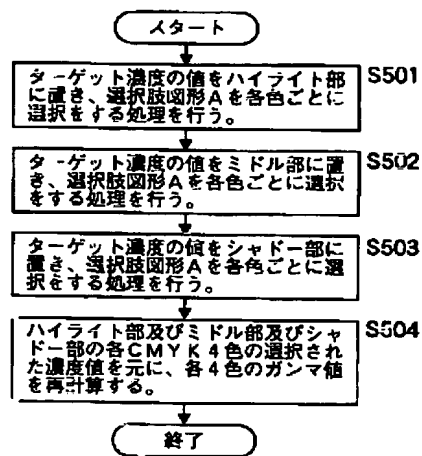 スタート
ターゲット濃度の値をハイライト部
に置き、選択肢図形Aを各色ごとに
選択をする処理を行う。
S501
ターゲット濃度の値をミドル部に置
き、選択肢図形Aを各色ごとに選択
をする処理を行う。
S502
ターゲット濃度の値をシャドー部に
置き、選択肢図形Aを各色ごとに選
択をする処理を行う。
S503
ハイライト部及びミドル部及びシャ
ドー部の各CMYK4色の選択され
た濃度値を元に、各4色のガンマ値
を再計算する。
S504
終了